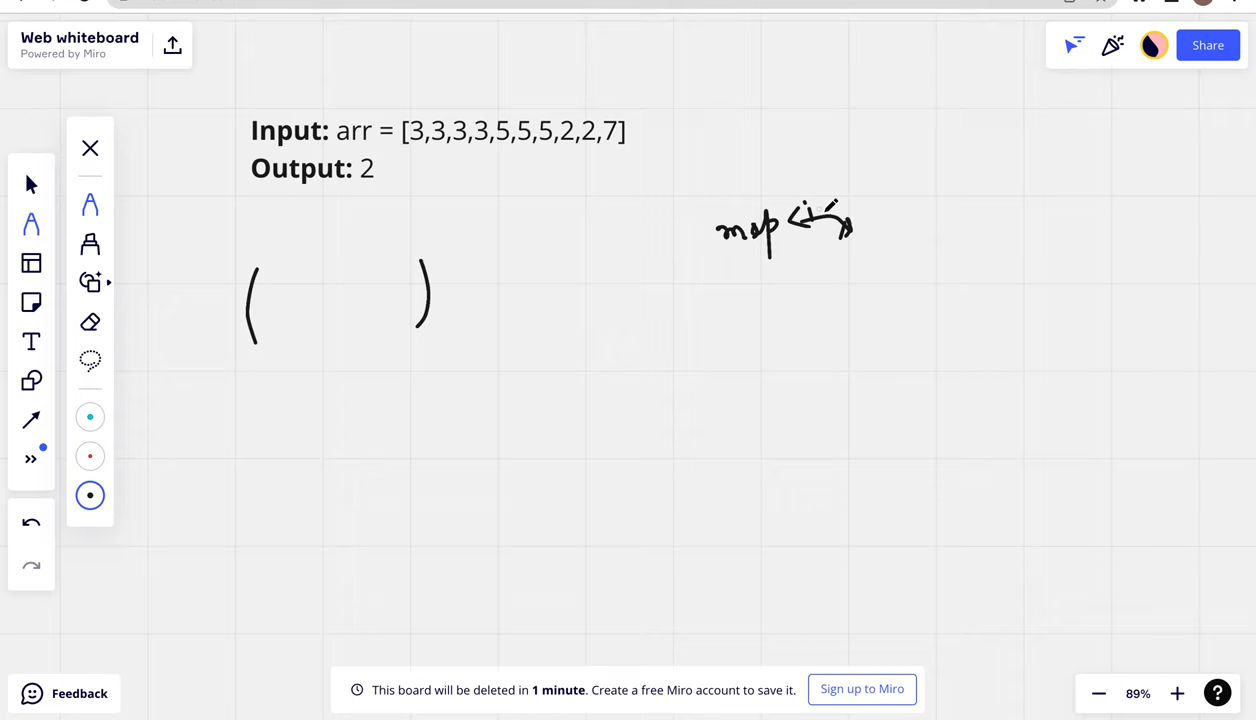 Web whiteboard
Powered by Miro
Share
Input: arr = [3,3,3,3,5,5,5,2,2,7]
Output: 2
map <i
( )
T
Feedback
This board will be deleted in 1 minute. Create a free Miro account to save it.
Sign up to Miro
− 89% + ?